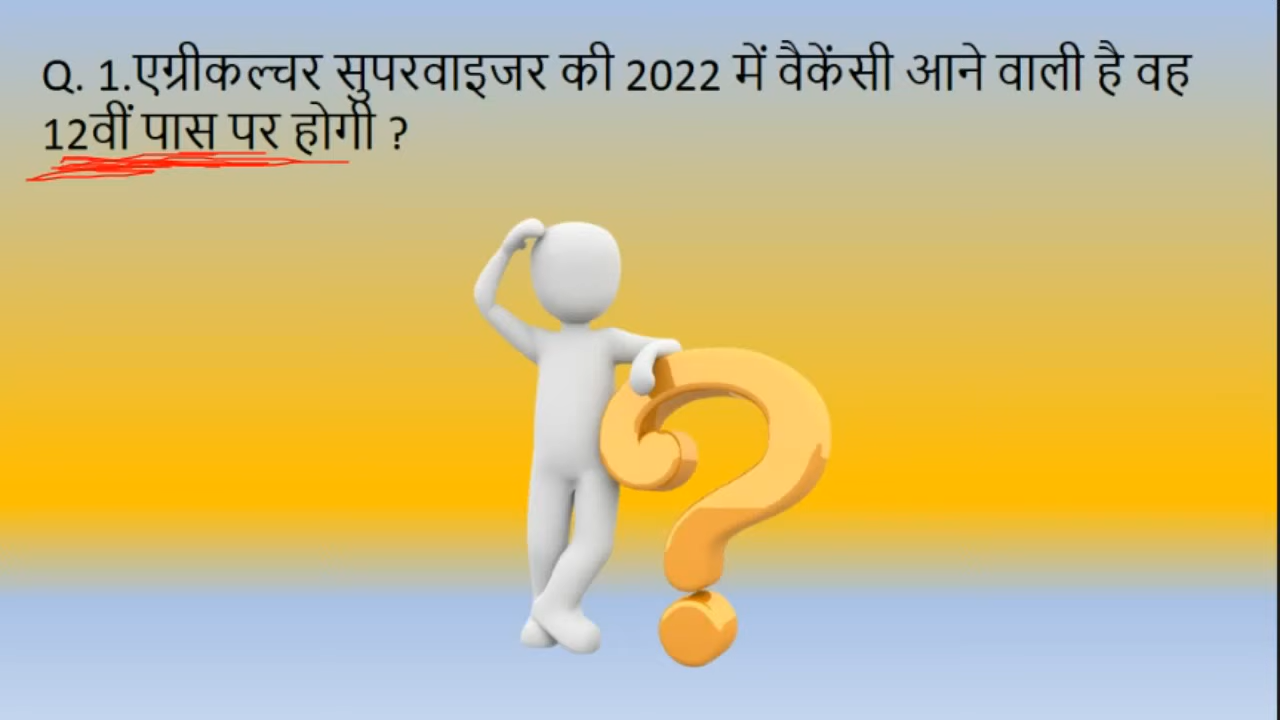 Q. 1.एग्रीकल्चर सुपरवाइजर की 2022 में वैकेंसी आने वाली है वह
12वीं पास पर होगी ?